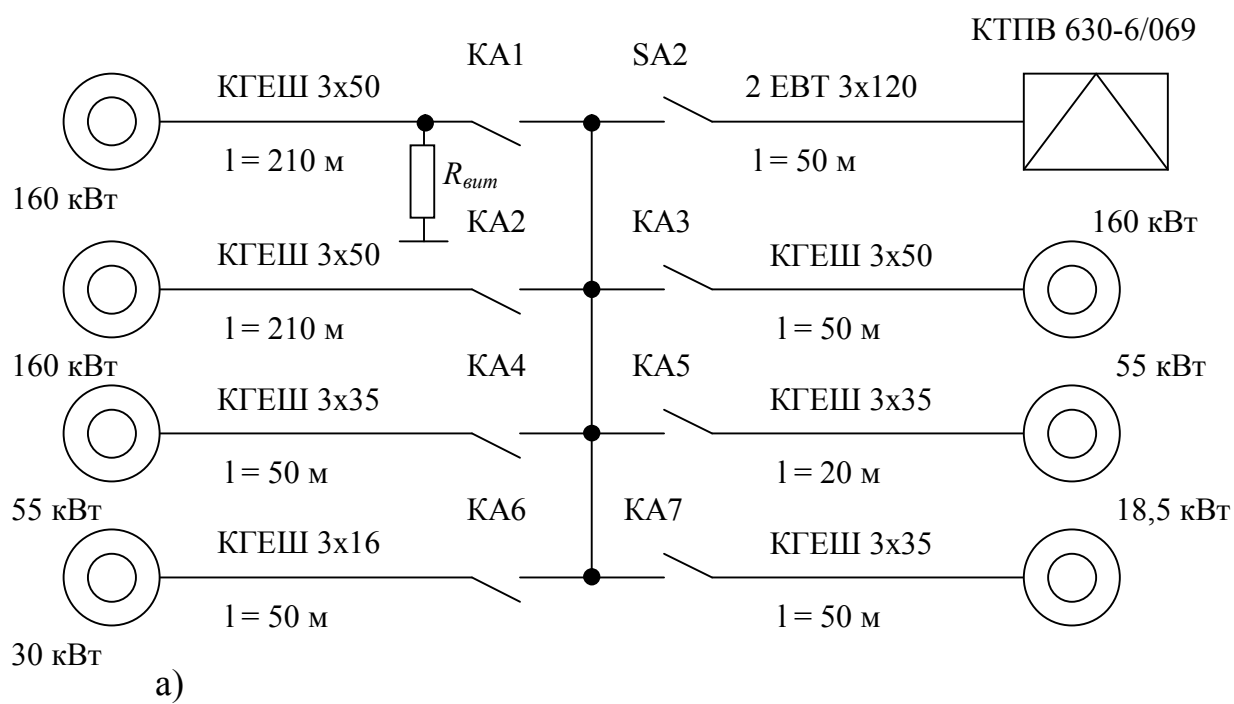 КТПВ 630-6/069
КА1
SA2
КГЕШ 3х50
2 ЕВТ 3х120
l = 210 м
l = 50 м
Rвит
160 кВт
КА2
КА3
160 кВт
КГЕШ 3х50
КГЕШ 3х50
l = 210 м
l = 50 м
160 кВт
КА4
КА5
55 кВт
КГЕШ 3х35
КГЕШ 3х35
l = 50 м
l = 20 м
55 кВт
КА6
КА7
18,5 кВт
КГЕШ 3х16
КГЕШ 3х35
l = 50 м
l = 50 м
30 кВт
а)